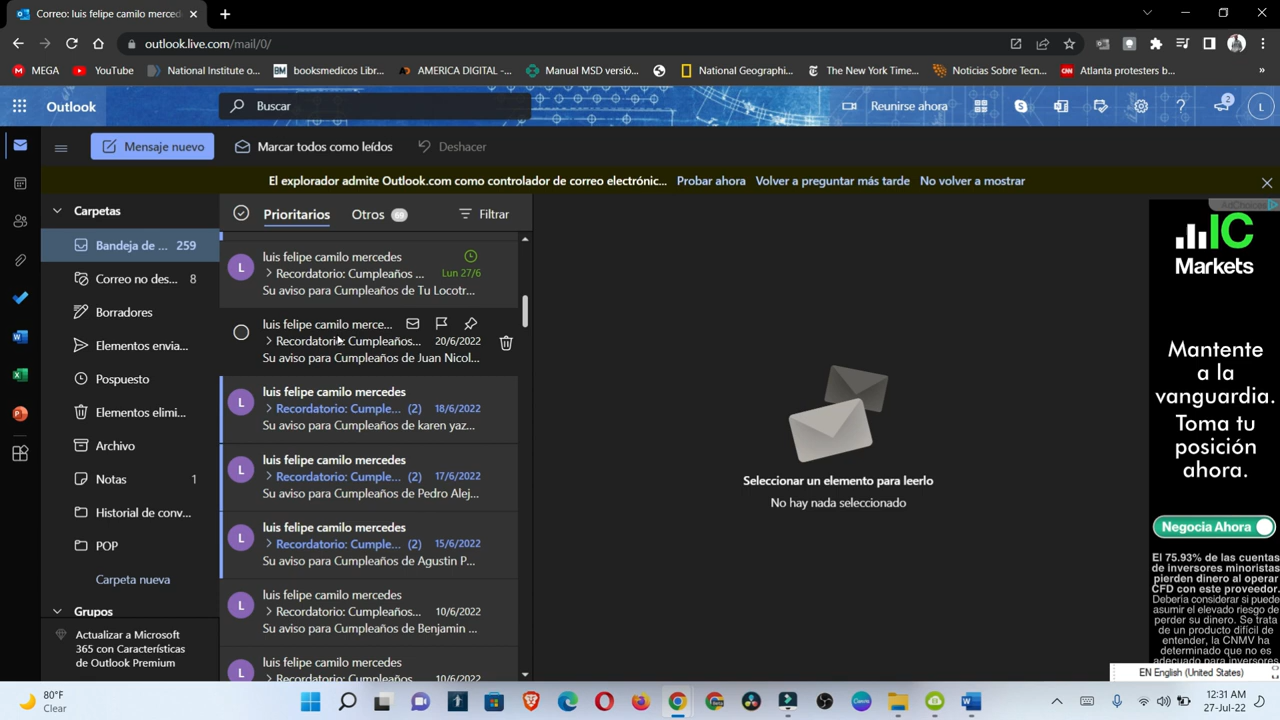 Correo: luis felipe camilo merced
outlook.live.com/mail/0/
MEGA
YouTube
National Institute o...
BM booksmedicos Libr...
AMERICA DIGITAL -...
Manual MSD versió...
National Geographi...
The New York Time...
Noticias Sobre Tecn...
CNN Atlanta protesters b...
»
Outlook
Buscar
Reunirse ahora
2
L
Mensaje nuevo
Marcar todos como leídos
Deshacer
El explorador admite Outlook.com como controlador de correo electrónic...
Probar ahora
Volver a preguntar más tarde
No volver a mostrar
Carpetas
Bandeja de ... 259
Correo no des... 8
Borradores
Elementos envia...
Pospuesto
Elementos elimi...
Archivo
Notas 1
Historial de conv...
POP
Carpeta nueva
Grupos
Actualizar a Microsoft
365 con Características
de Outlook Premium
Prioritarios
Otros 69
Filtrar
L
luis felipe camilo mercedes
> Recordatorio: Cumpleaños ... Lun 27/6
Su aviso para Cumpleaños de Tu Locotr...
luis felipe camilo merce...
> Recordatorio: Cumpleaños... 20/6/2022
Su aviso para Cumpleaños de Juan Nicol...
L
luis felipe camilo mercedes
> Recordatorio: Cumple... (2) 18/6/2022
Su aviso para Cumpleaños de karen yaz...
L
luis felipe camilo mercedes
> Recordatorio: Cumple... (2) 17/6/2022
Su aviso para Cumpleaños de Pedro Alej...
L
luis felipe camilo mercedes
> Recordatorio: Cumple... (2) 15/6/2022
Su aviso para Cumpleaños de Agustin P...
L
luis felipe camilo mercedes
> Recordatorio: Cumpleaños... 10/6/2022
Su aviso para Cumpleaños de Benjamin ...
L
luis felipe camilo mercedes
10/6/2022
Seleccionar un elemento para leerlo
No hay nada seleccionado
AdChoices
IC
Markets
Mantente
a la
vanguardia.
Toma tu
posición
ahora.
Negocia Ahora
El 75.93% de las cuentas
de inversores minoristas
pierden dinero al operar
CFD con este proveedor.
Debería considerar si puede
asumir el elevado riesgo de
perder su dinero. Se trata
de un producto difícil de
entender, la CNMV ha
determinado que no es
EN English (United States)
80°F
Clear
12:31 AM
27-Jul-22